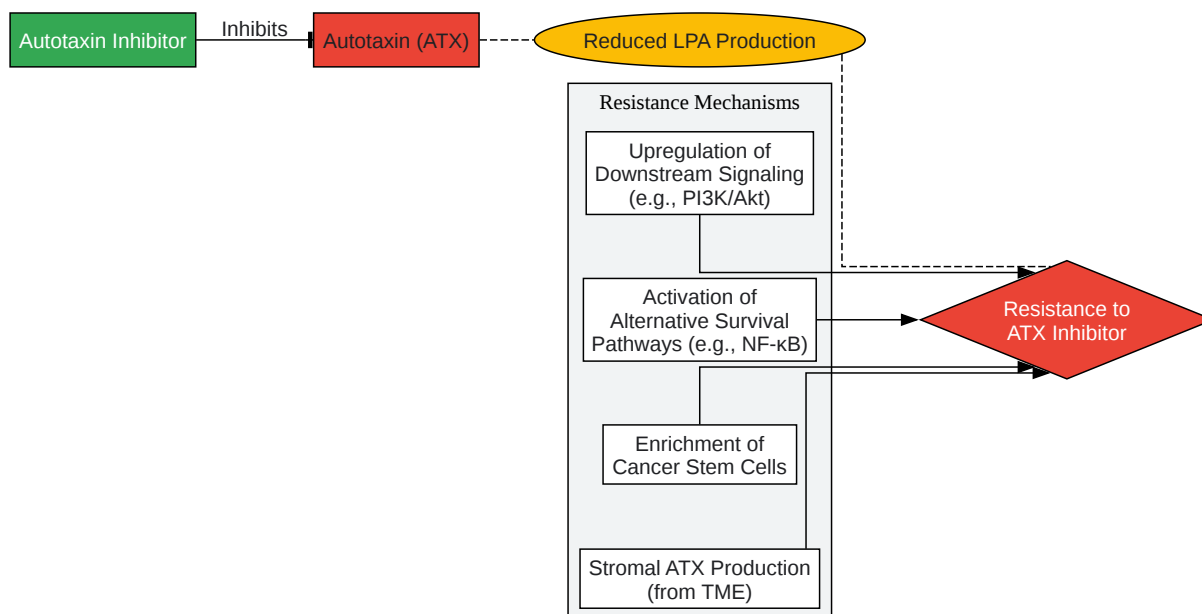 Autotaxin Inhibitor
Inhibits
Autotaxin (ATX)
Reduced LPA Production
Resistance Mechanisms
Upregulation of
Downstream Signaling
(e.g., PI3K/Akt)
Activation of
Alternative Survival
Pathways (e.g., NF-κB)
Resistance to
ATX Inhibitor
Enrichment of
Cancer Stem Cells
Stromal ATX Production
(from TME)